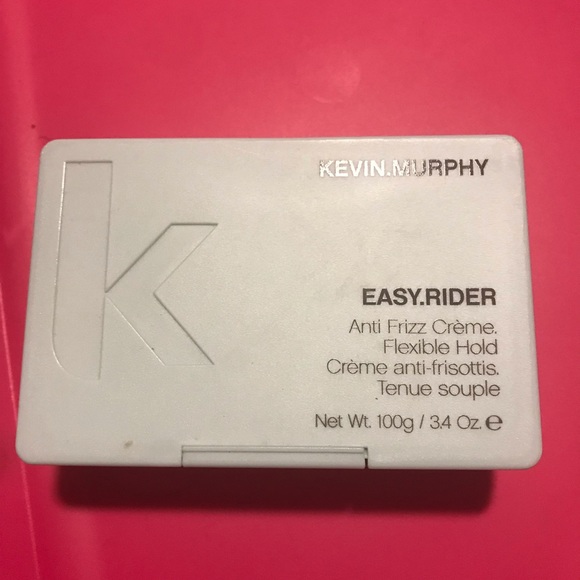 k
KEVIN.MURPHY
EASY.RIDER
Anti Frizz Crème.
Flexible Hold
Crème anti-frisottis.
Tenue souple
Net Wt. 100g / 3.4 Oz. ℮